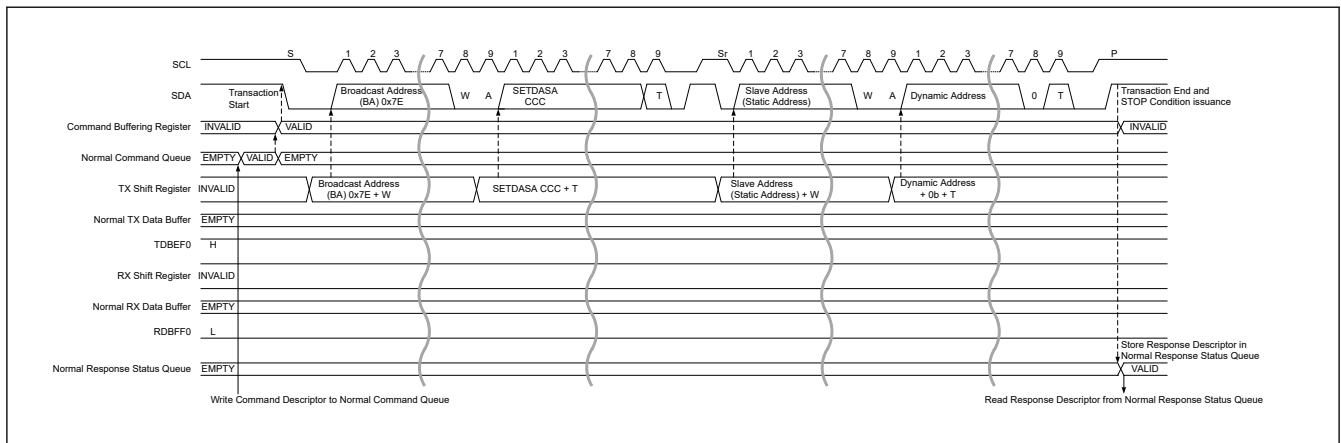 S 1 2 3 7 8 9 1 2 3 7 8 9 Sr 1 2 3 7 8 9 1 2 3 7 8 9 P
SCL
SDA
Transaction
Start
Broadcast Address
(BA) 0x7E
W A
SETDASA
CCC
T
Slave Address
(Static Address)
W A
Dynamic Address
0 T
Transaction End and
STOP Condition issuance
Command Buffering Register INVALID VALID INVALID
Normal Command Queue EMPTY VALID EMPTY
TX Shift Register INVALID
Broadcast Address
(BA) 0x7E + W
SETDASA CCC + T
Slave Address
(Static Address) + W
Dynamic Address
+ 0b + T
Normal TX Data Buffer EMPTY
TDBEF0 H
RX Shift Register INVALID
Normal RX Data Buffer EMPTY
RDBFF0 L
Store Response Descriptor in
Normal Response Status Queue
Normal Response Status Queue EMPTY VALID
Write Command Descriptor to Normal Command Queue
Read Response Descriptor from Normal Response Status Queue